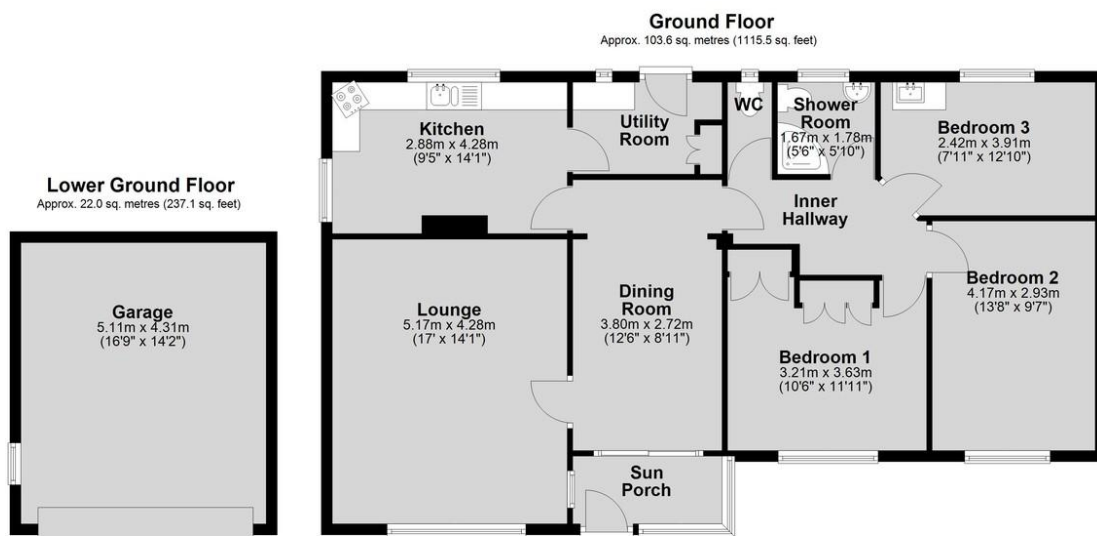 Ground Floor
Approx. 103.6 sq. metres (1115.5 sq. feet)
Kitchen
2.88m x 4.28m
(9'5" x 14'1")
Utility
Room
WC
Shower
Room
1.67m x 1.78m
(5'6" x 5'10")
Bedroom 3
2.42m x 3.91m
(7'11" x 12'10")
Lower Ground Floor
Approx. 22.0 sq. metres (237.1 sq. feet)
Inner
Hallway
Garage
5.11m x 4.31m
(16'9" x 14'2")
Lounge
5.17m x 4.28m
(17' x 14'1")
Dining
Room
3.80m x 2.72m
(12'6" x 8'11")
Bedroom 2
4.17m x 2.93m
(13'8" x 9'7")
Bedroom 1
3.21m x 3.63m
(10'6" x 11'11")
Sun
Porch